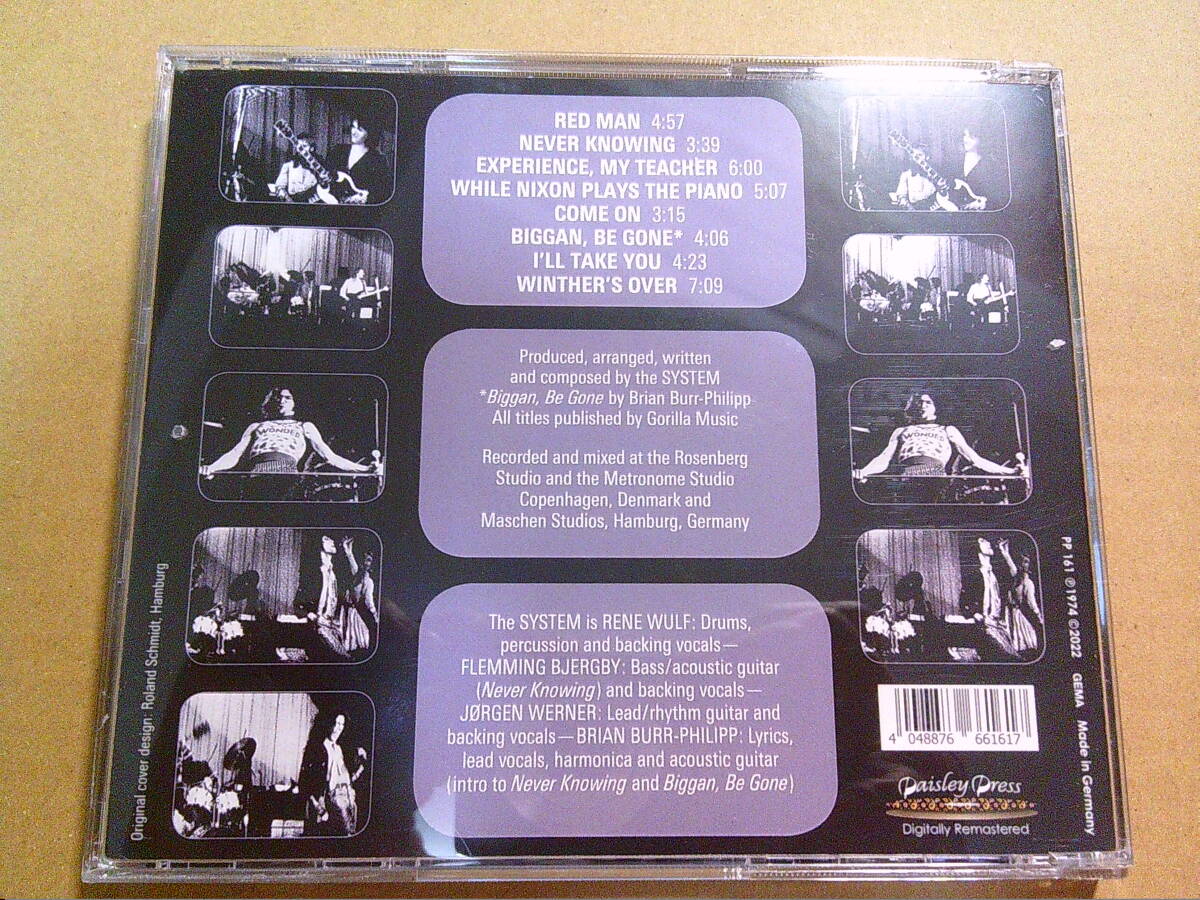 RED MAN 4:57
NEVER KNOWING 3:39
EXPERIENCE, MY TEACHER 6:00
WHILE NIXON PLAYS THE PIANO 5:07
COME ON 3:15
BIGGAN, BE GONE* 4:06
I'LL TAKE YOU 4:23
WINTHER'S OVER 7:09
Produced, arranged, written
and composed by the SYSTEM
*Biggan, Be Gone by Brian Burr-Philipp
All titles published by Gorilla Music
Recorded and mixed at the Rosenberg
Studio and the Metronome Studio
Copenhagen, Denmark and
Maschen Studios, Hamburg, Germany
The SYSTEM is RENE WULF: Drums,
percussion and backing vocals—
FLEMMING BJERGBY: Bass/acoustic guitar
(Never Knowing) and backing vocals—
JØRGEN WERNER: Lead/rhythm guitar and
backing vocals—BRIAN BURR-PHILIPP: Lyrics,
lead vocals, harmonica and acoustic guitar
(intro to Never Knowing and Biggan, Be Gone)
Original cover design: Roland Schmidt, Hamburg
WONDER
WONDER
PP 161 ℗1974 ©2022 GEMA Made in Germany
4 048876 661617
Paisley Press
Digitally Remastered